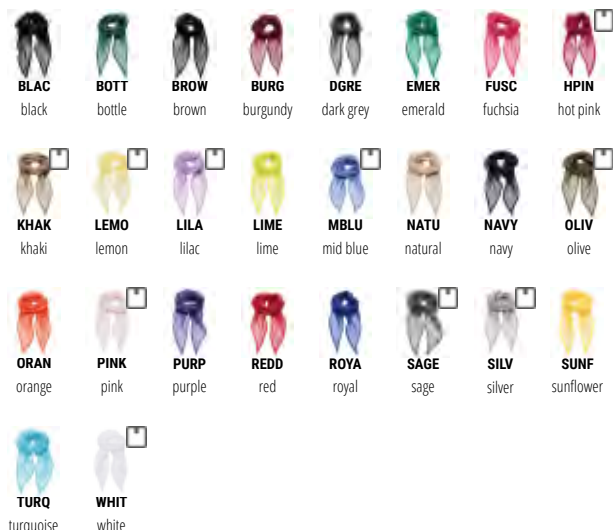 BLAC BOTT BROW BURG DGRE EMER FUSC HPIN
black bottle brown burgundy dark grey emerald fuchsia hot pink
KHAK LEMO LILA LIME MBLU NATU NAVY OLIV
khaki lemon lilac lime mid blue natural navy olive
ORAN PINK PURP REDD ROYA SAGE SILV SUNF
orange pink purple red royal sage silver sunflower
TURQ WHIT
turquoise white